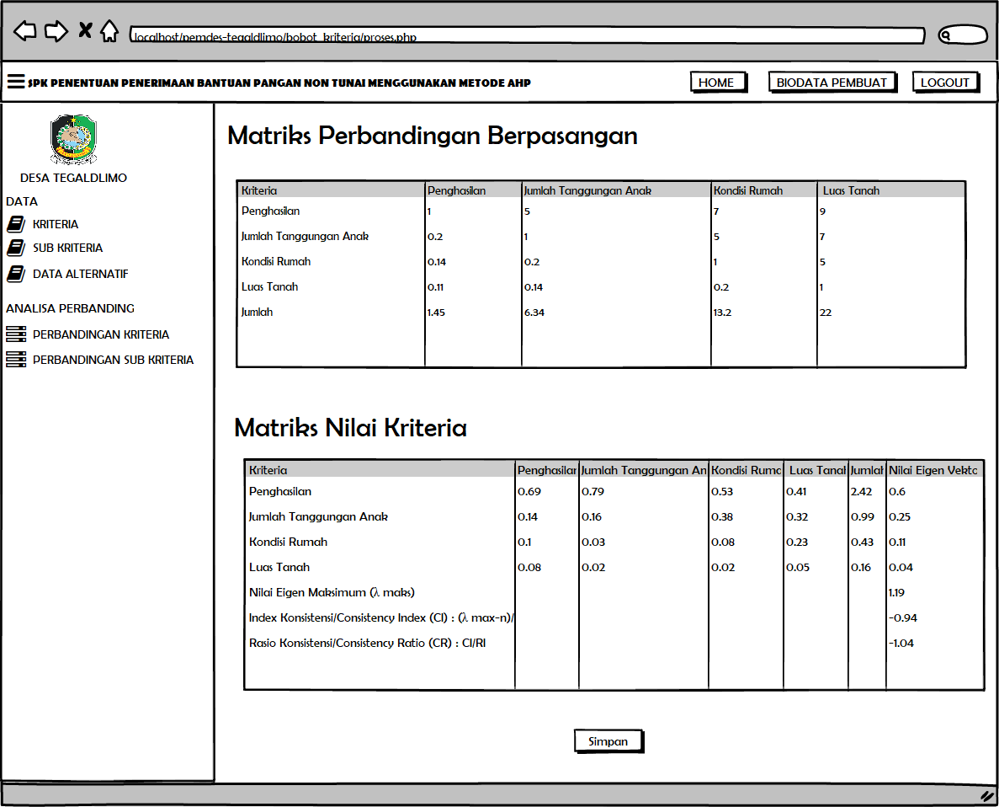 localhost/pemdes-tegaldlimo/bobot_kriteria/proses.php
SPK PENENTUAN PENERIMAAN BANTUAN PANGAN NON TUNAI MENGGUNAKAN METODE AHP
HOME
BIODATA PEMBUAT
LOGOUT
DESA TEGALDLIMO
DATA
KRITERIA
SUB KRITERIA
DATA ALTERNATIF
ANALISA PERBANDING
PERBANDINGAN KRITERIA
PERBANDINGAN SUB KRITERIA
Matriks Perbandingan Berpasangan
Kriteria Penghasilan Jumlah Tanggungan Anak Kondisi Rumah Luas Tanah
Penghasilan 1 5 7 9
Jumlah Tanggungan Anak 0.2 1 5 7
Kondisi Rumah 0.14 0.2 1 5
Luas Tanah 0.11 0.14 0.2 1
Jumlah 1.45 6.34 13.2 22
Matriks Nilai Kriteria
Kriteria Penghasilan Jumlah Tanggungan An Kondisi Rumc Luas Tanah Jumlah Nilai Eigen Vektc
Penghasilan 0.69 0.79 0.53 0.41 2.42 0.6
Jumlah Tanggungan Anak 0.14 0.16 0.38 0.32 0.99 0.25
Kondisi Rumah 0.1 0.03 0.08 0.23 0.43 0.11
Luas Tanah 0.08 0.02 0.02 0.05 0.16 0.04
Nilai Eigen Maksimum (λ maks) 1.19
Index Konsistensi/Consistency Index (CI) : (λ max-n)/ -0.94
Rasio Konsistensi/Consistency Ratio (CR) : CI/RI -1.04
Simpan